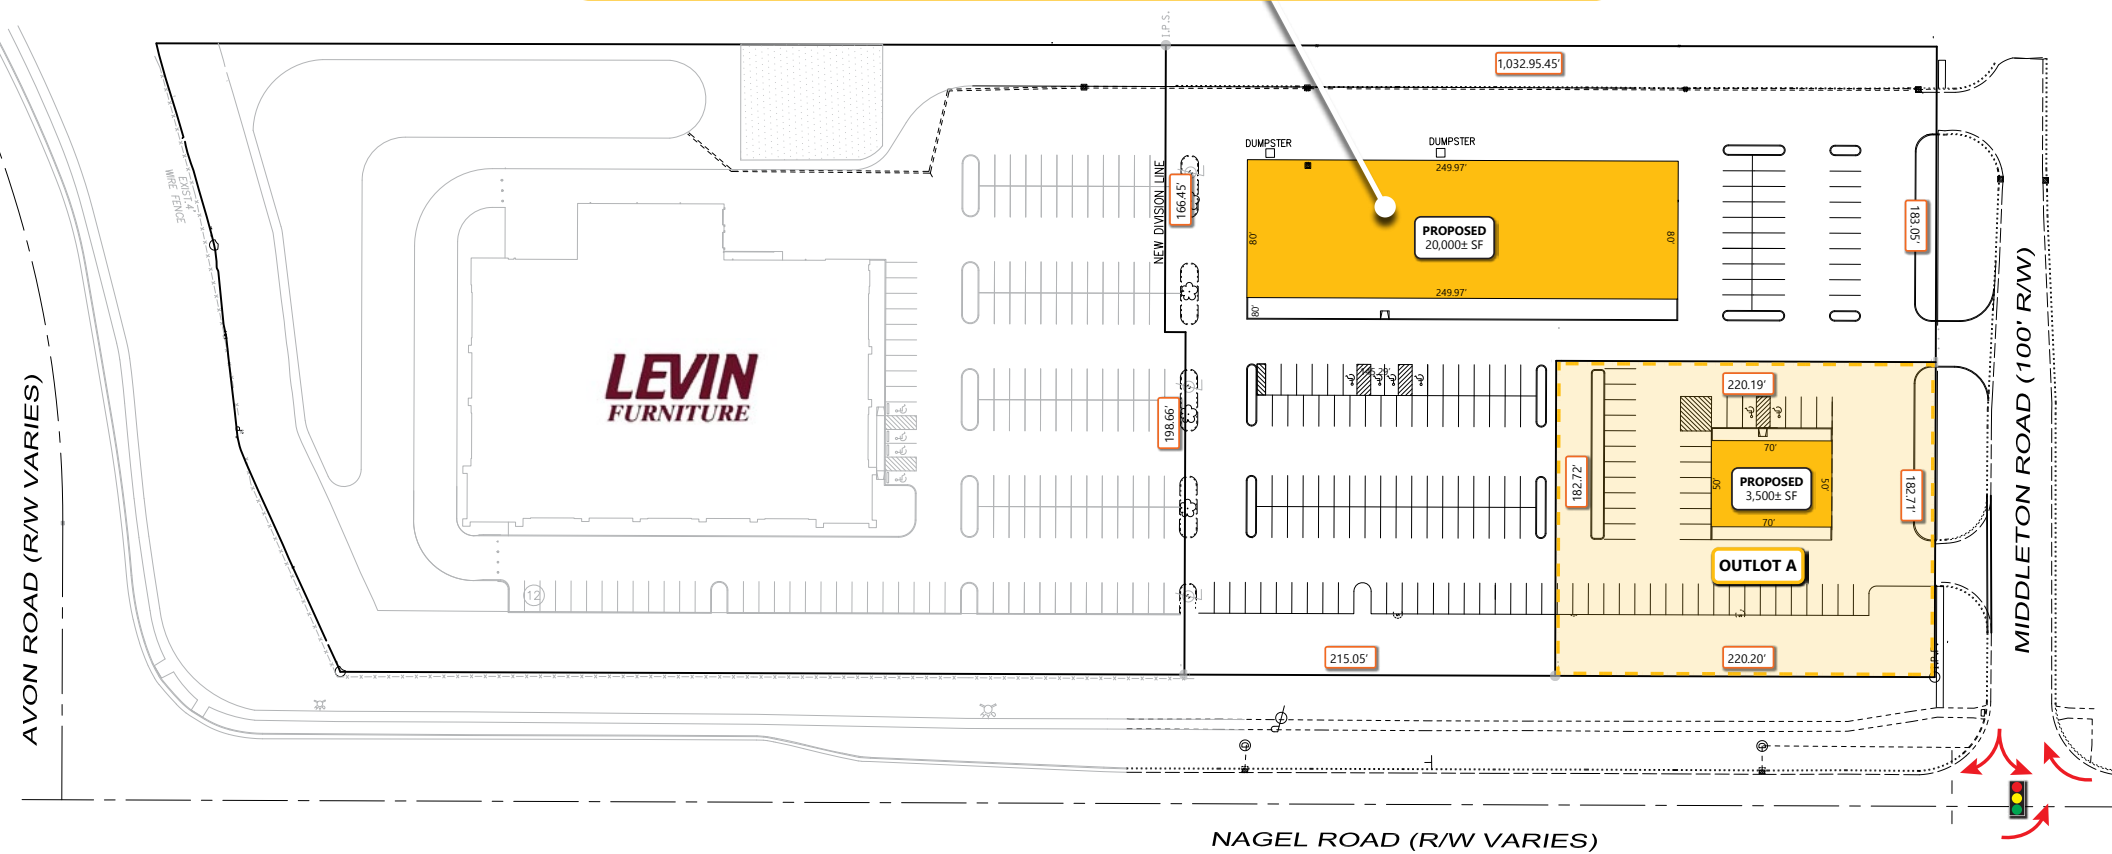 I.P.S.
1,032.95.45'
EXIST. 4'
WIRE FENCE
NEW DIVISION LINE
166.45'
DUMPSTER
DUMPSTER
249.97'
80'
PROPOSED
20,000± SF
80'
249.97'
80'
183.05'
LEVIN
FURNITURE
198.66'
220.19'
182.72'
70'
50'
PROPOSED
3,500± SF
50'
70'
182.71'
OUTLOT A
12
215.05'
220.20'
AVON ROAD (R/W VARIES)
MIDDLETON ROAD (100' R/W)
NAGEL ROAD (R/W VARIES)